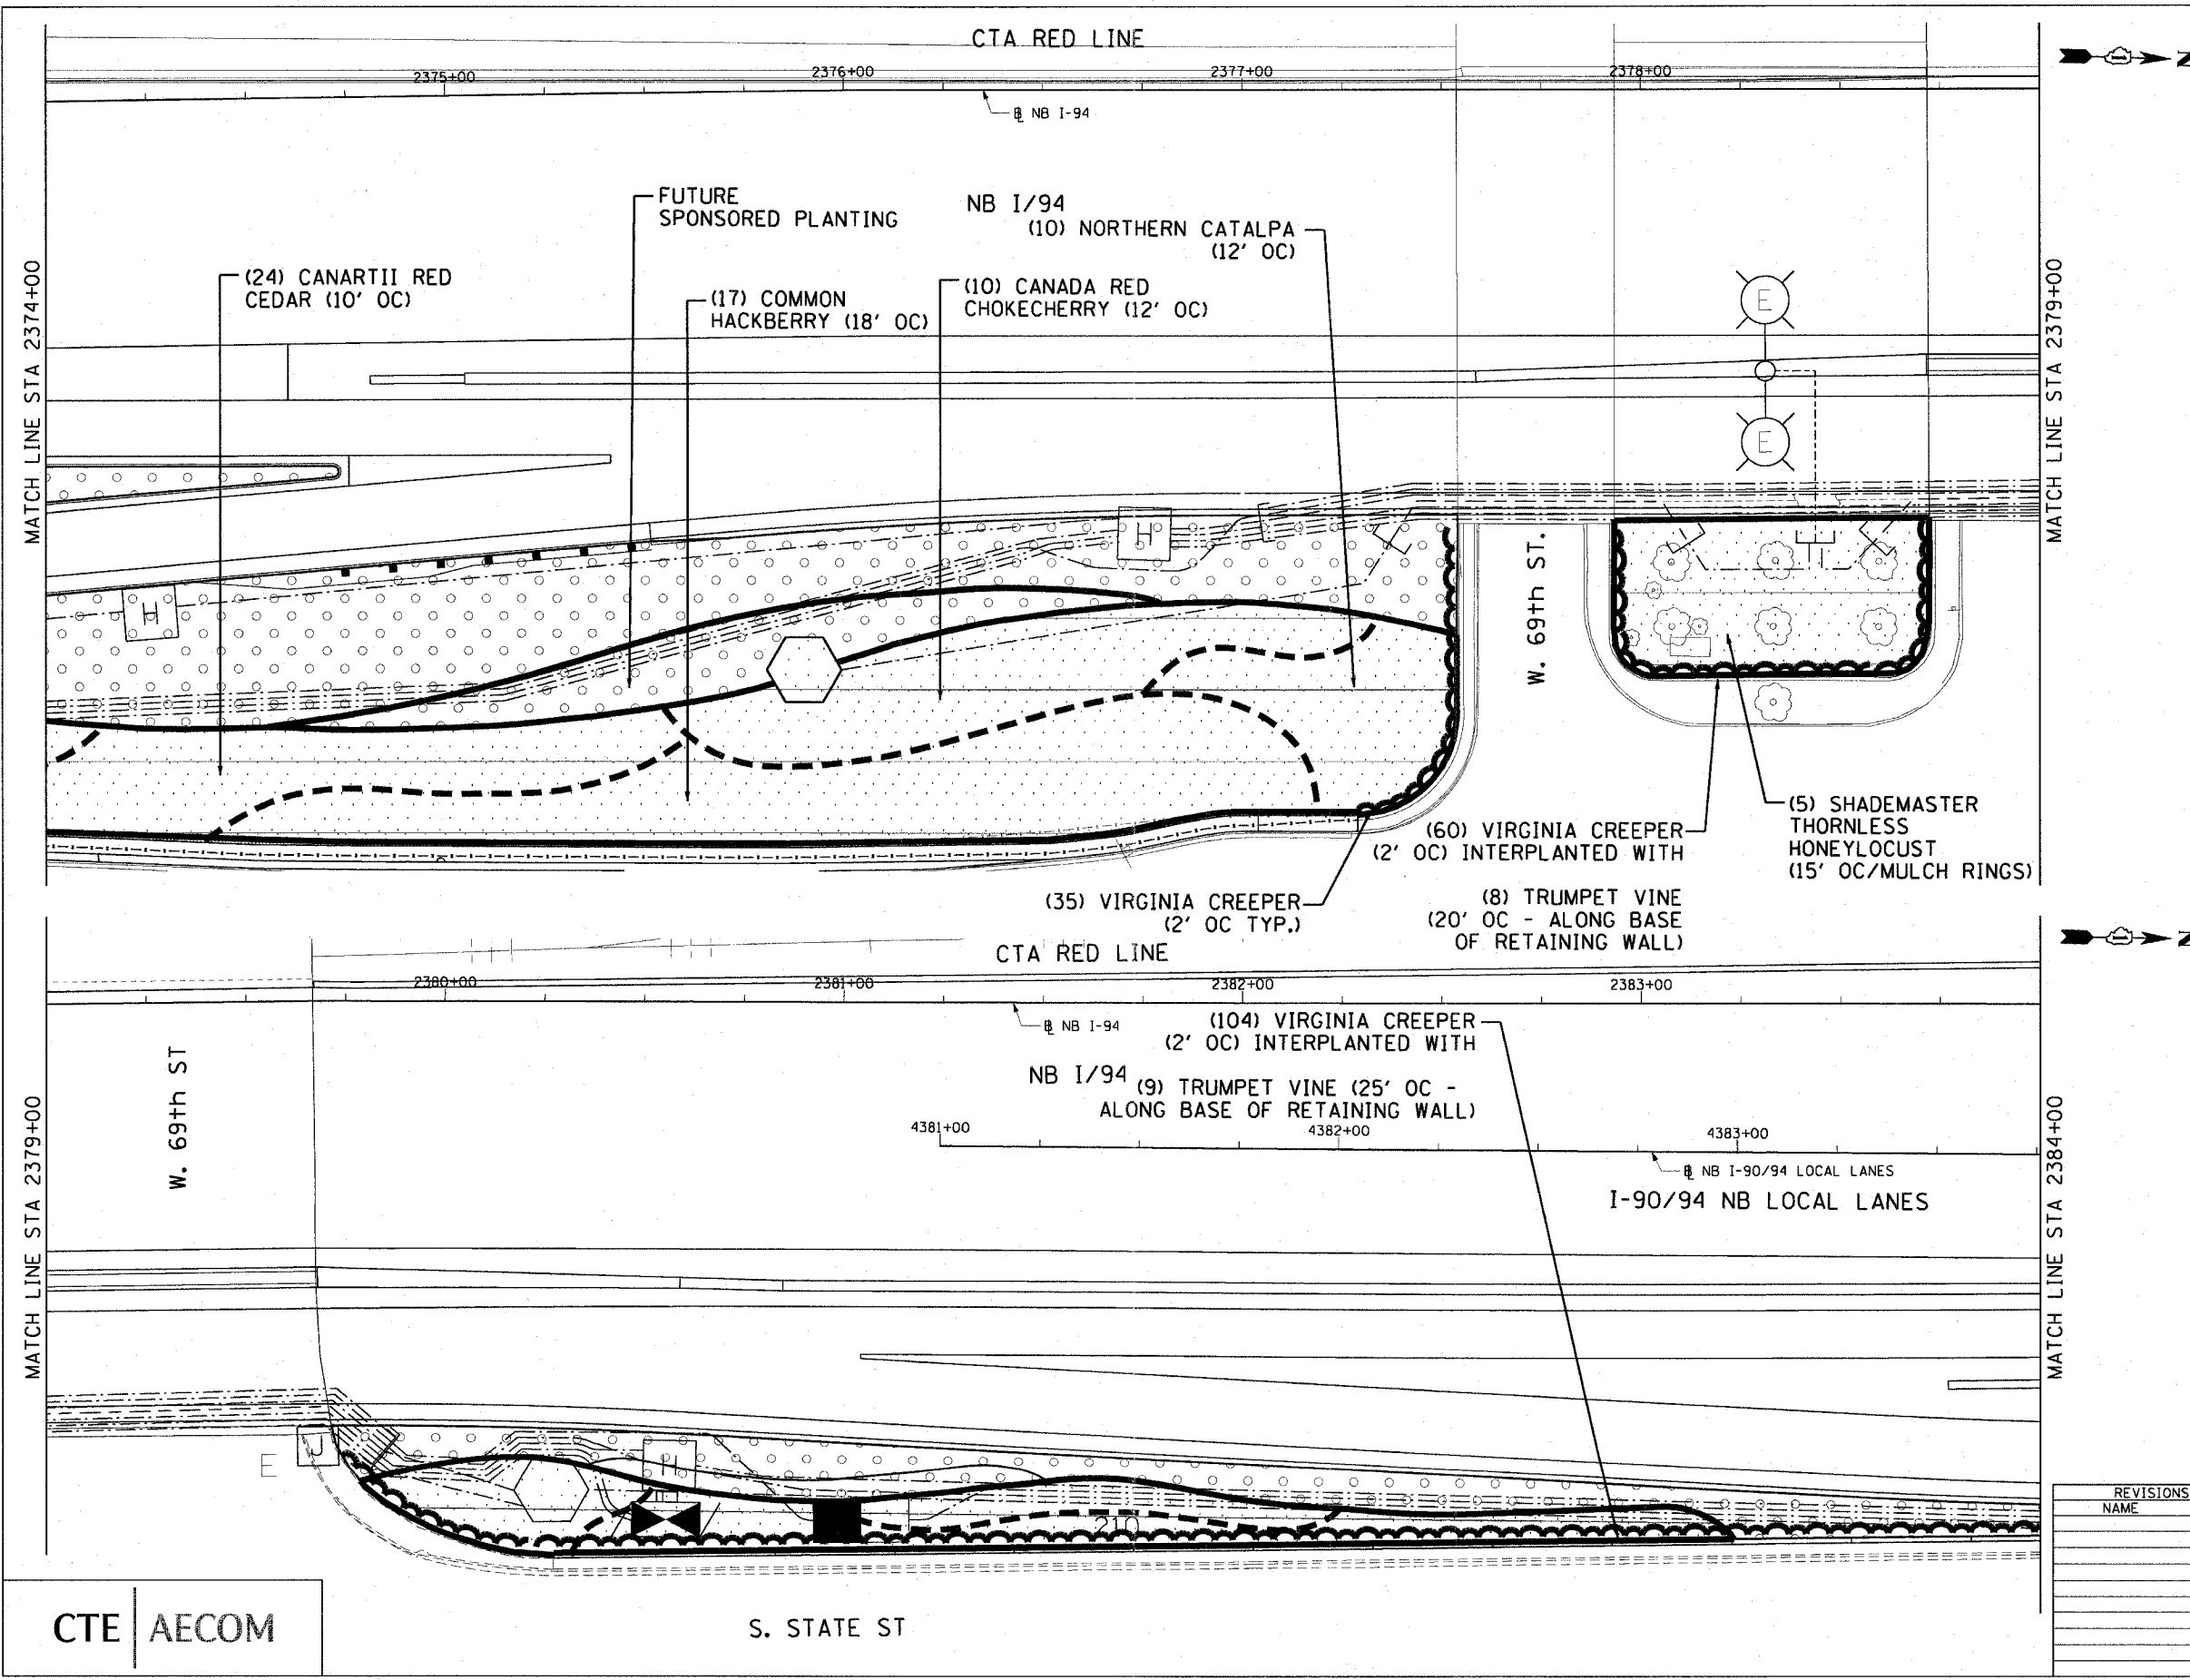 CTA RED LINE
2375+00
2376+00
2377+00
2378+00
NB I-94
FUTURE
SPONSORED PLANTING
NB I/94
(10) NORTHERN CATALPA
(12' OC)
(24) CANARTII RED
CEDAR (10' OC)
(17) COMMON
HACKBERRY (18' OC)
(10) CANADA RED
CHOKECHERRY (12' OC)
MATCH LINE STA 2374+00
MATCH LINE STA 2379+00
E
E
H
H
W. 69th ST.
(60) VIRGINIA CREEPER
(2' OC) INTERPLANTED WITH
(8) TRUMPET VINE
(20' OC - ALONG BASE
OF RETAINING WALL)
(5) SHADEMASTER
THORNLESS
HONEYLOCUST
(15' OC/MULCH RINGS)
(35) VIRGINIA CREEPER
(2' OC TYP.)
CTA RED LINE
2380+00
2381+00
2382+00
2383+00
NB I-94
(104) VIRGINIA CREEPER
(2' OC) INTERPLANTED WITH
NB I/94
(9) TRUMPET VINE (25' OC -
ALONG BASE OF RETAINING WALL)
4381+00
4382+00
4383+00
NB I-90/94 LOCAL LANES
I-90/94 NB LOCAL LANES
W. 69th ST
MATCH LINE STA 2379+00
MATCH LINE STA 2384+00
J
E
H
210
S. STATE ST
CTE AECOM
REVISIONS
NAME